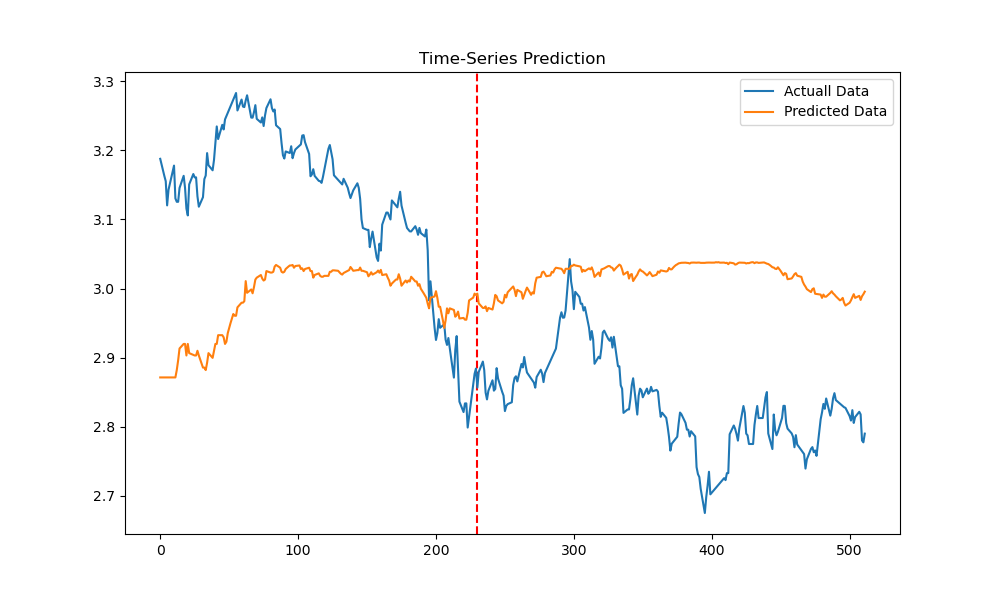 Time-Series Prediction
Actuall Data
Predicted Data
3.3
3.2
3.1
3.0
2.9
2.8
2.7
0 100 200 300 400 500